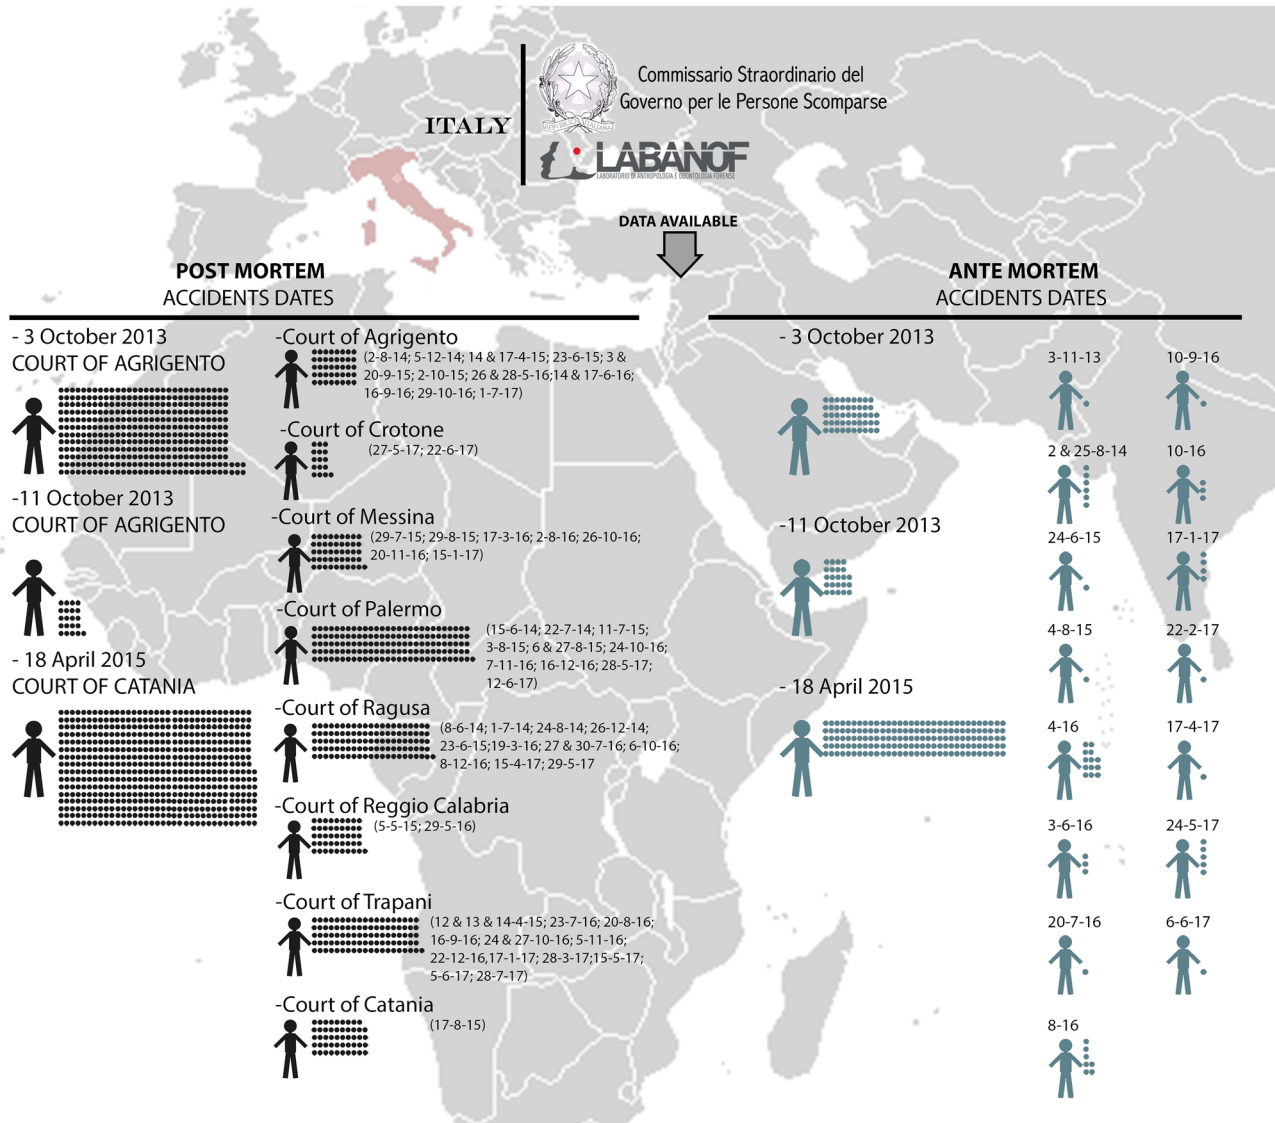 ITALY
REPVBBLICA ITALIANA
Commissario Straordinario del
Governo per le Persone Scomparse
LABANOF
LABORATORIO DI ANTROPOLOGIA E ODONTOLOGIA FORENSE
DATA AVAILABLE
POST MORTEM
ACCIDENTS DATES
- 3 October 2013
COURT OF AGRIGENTO
-11 October 2013
COURT OF AGRIGENTO
- 18 April 2015
COURT OF CATANIA
-Court of Agrigento
(2-8-14; 5-12-14; 14 & 17-4-15; 23-6-15; 3 &
20-9-15; 2-10-15; 26 & 28-5-16;14 & 17-6-16;
16-9-16; 29-10-16; 1-7-17)
-Court of Crotone
(27-5-17; 22-6-17)
-Court of Messina
(29-7-15; 29-8-15; 17-3-16; 2-8-16; 26-10-16;
20-11-16; 15-1-17)
-Court of Palermo
(15-6-14; 22-7-14; 11-7-15;
3-8-15; 6 & 27-8-15; 24-10-16;
7-11-16; 16-12-16; 28-5-17;
12-6-17)
-Court of Ragusa
(8-6-14; 1-7-14; 24-8-14; 26-12-14;
23-6-15;19-3-16; 27 & 30-7-16; 6-10-16;
8-12-16; 15-4-17; 29-5-17
-Court of Reggio Calabria
(5-5-15; 29-5-16)
-Court of Trapani
(12 & 13 & 14-4-15; 23-7-16; 20-8-16;
16-9-16; 24 & 27-10-16; 5-11-16;
22-12-16,17-1-17; 28-3-17;15-5-17;
5-6-17; 28-7-17)
-Court of Catania
(17-8-15)
ANTE MORTEM
ACCIDENTS DATES
- 3 October 2013
-11 October 2013
- 18 April 2015
3-11-13
2 & 25-8-14
24-6-15
4-8-15
4-16
3-6-16
20-7-16
8-16
10-9-16
10-16
17-1-17
22-2-17
17-4-17
24-5-17
6-6-17